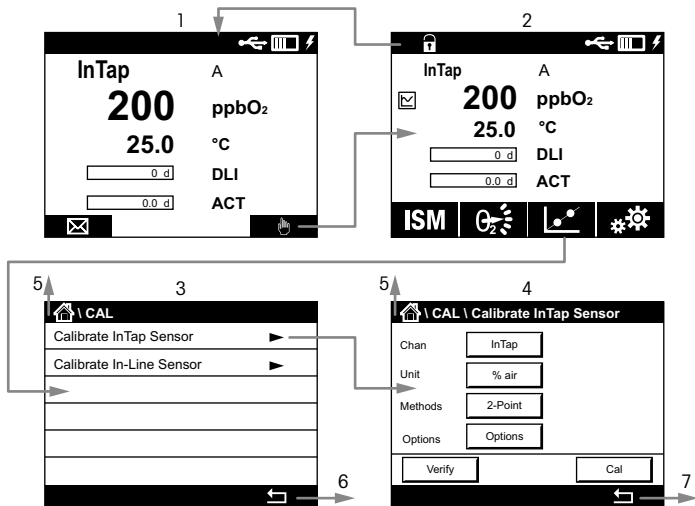 1
InTap A
200 ppbO2
25.0 °C
0 d DLI
0.0 d ACT
2
InTap A
200 ppbO2
25.0 °C
0 d DLI
0.0 d ACT
ISM O2
5 3
\ CAL
Calibrate InTap Sensor
Calibrate In-Line Sensor
6
5 4
\ CAL \ Calibrate InTap Sensor
Chan InTap
Unit % air
Methods 2-Point
Options Options
Verify Cal
7